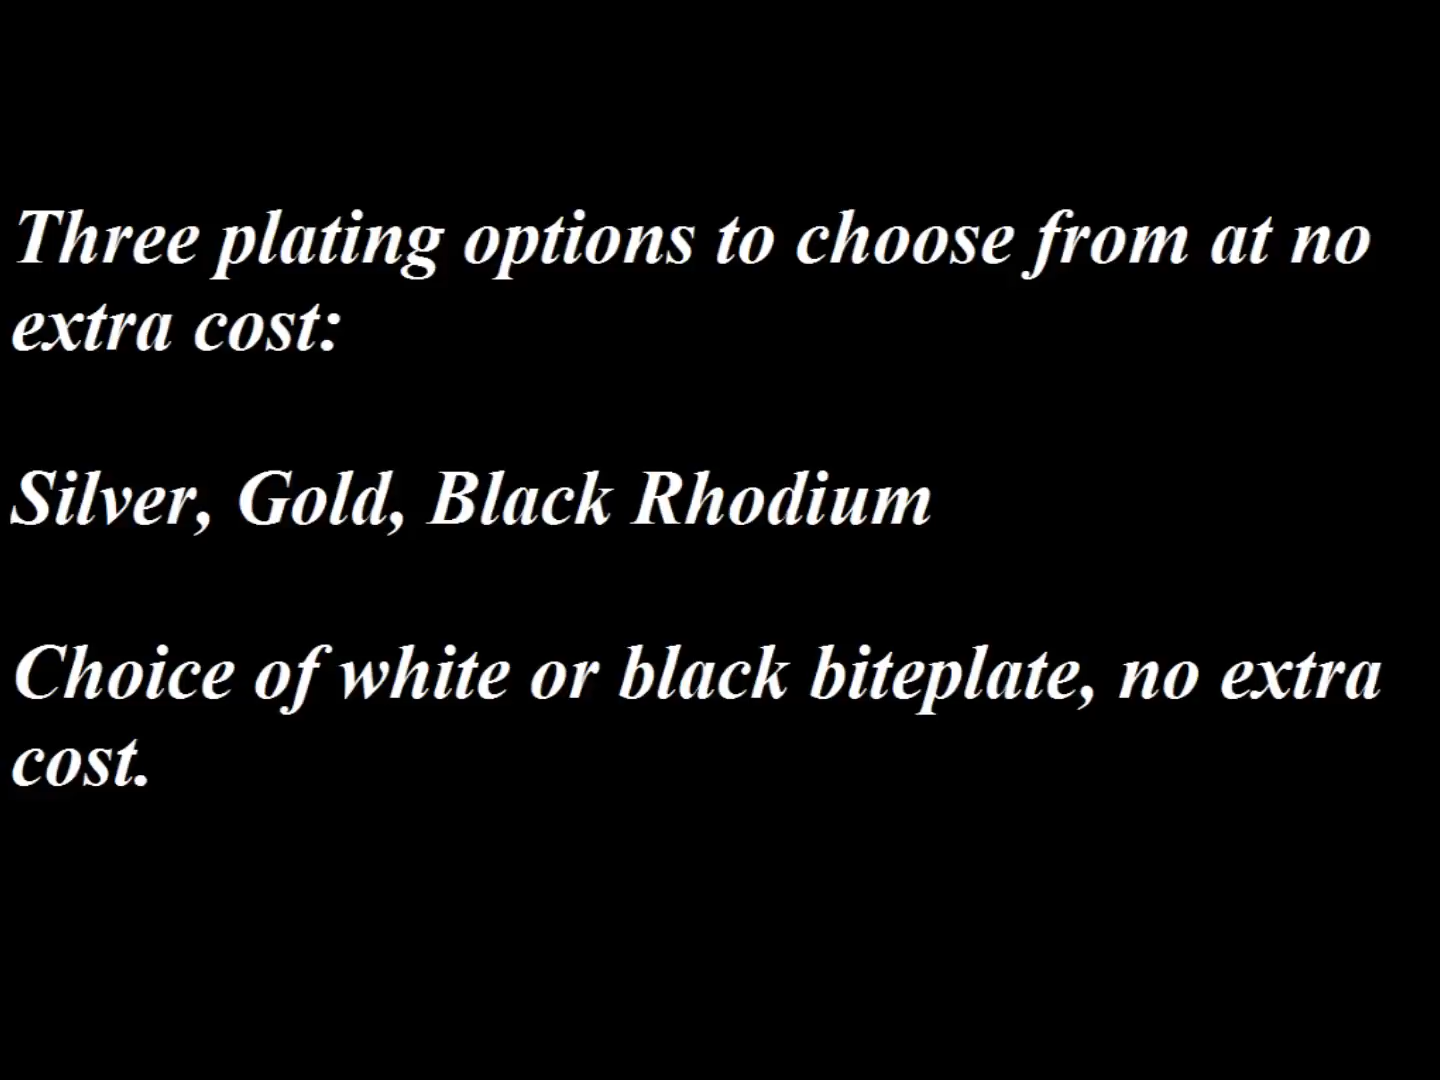 Three plating options to choose from at no
extra cost:
Silver, Gold, Black Rhodium
Choice of white or black biteplate, no extra
cost.